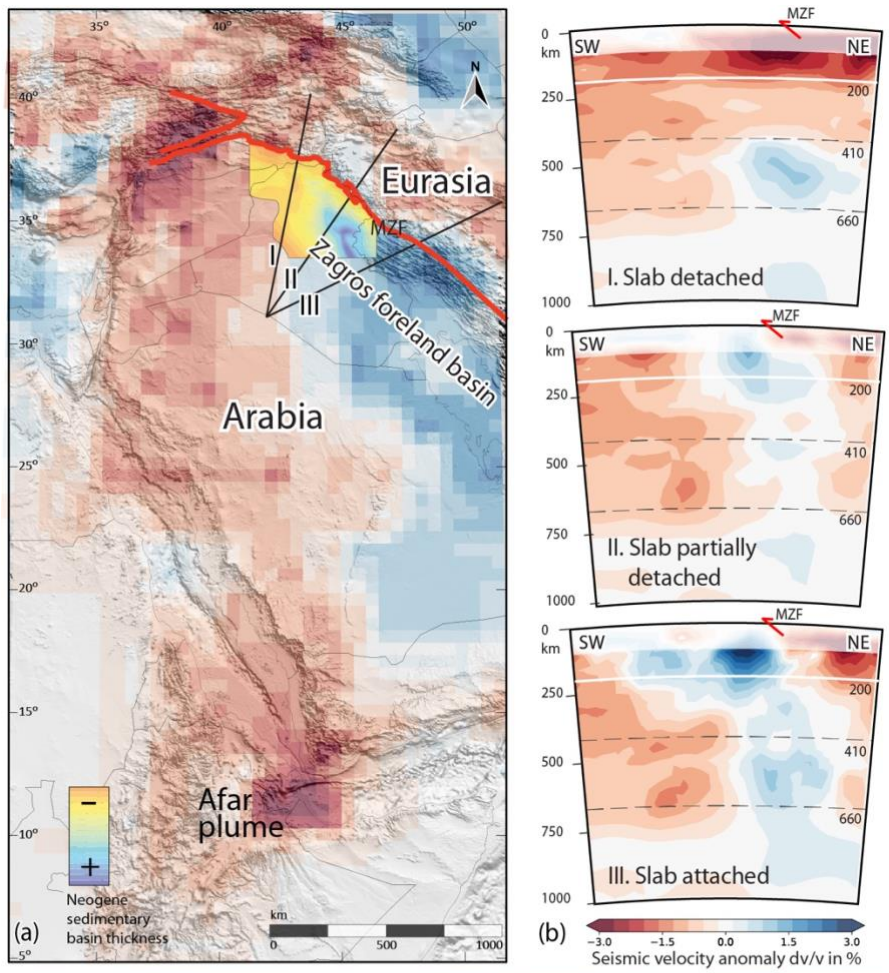 35°
40°
45°
50°
N
40°
Eurasia
35°
MZF
I
II
III
Zagros foreland basin
30°
Arabia
25°
20°
15°
Afar
plume
10°
−
+
Neogene
sedimentary
basin thickness
km
0
500
1000
(a)
5°
MZF
0
km
SW
NE
200
250
410
500
660
750
I. Slab detached
1000
MZF
0
km
SW
NE
200
250
410
500
660
750
II. Slab partially
detached
1000
MZF
0
km
SW
NE
200
250
410
500
660
750
III. Slab attached
1000
(b)
−3.0 −1.5 0.0 1.5 3.0
Seismic velocity anomaly dv/v in %